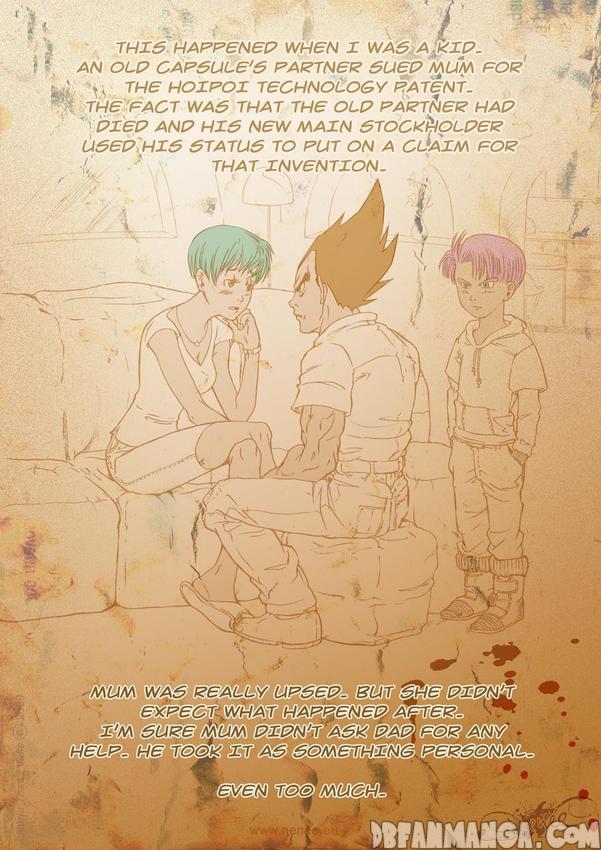 THIS HAPPENED WHEN I WAS A KID.
AN OLD CAPSULE'S PARTNER SUED MUM FOR
THE HOIPOI TECHNOLOGY PATENT.
THE FACT WAS THAT THE OLD PARTNER HAD
DIED AND HIS NEW MAIN STOCKHOLDER
USED HIS STATUS TO PUT ON A CLAIM FOR
THAT INVENTION.
MUM WAS REALLY UPSED. BUT SHE DIDN'T
EXPECT WHAT HAPPENED AFTER.
I'M SURE MUM DIDN'T ASK DAD FOR ANY
HELP. HE TOOK IT AS SOMETHING PERSONAL.
EVEN TOO MUCH.
DBFANMANGA.COM